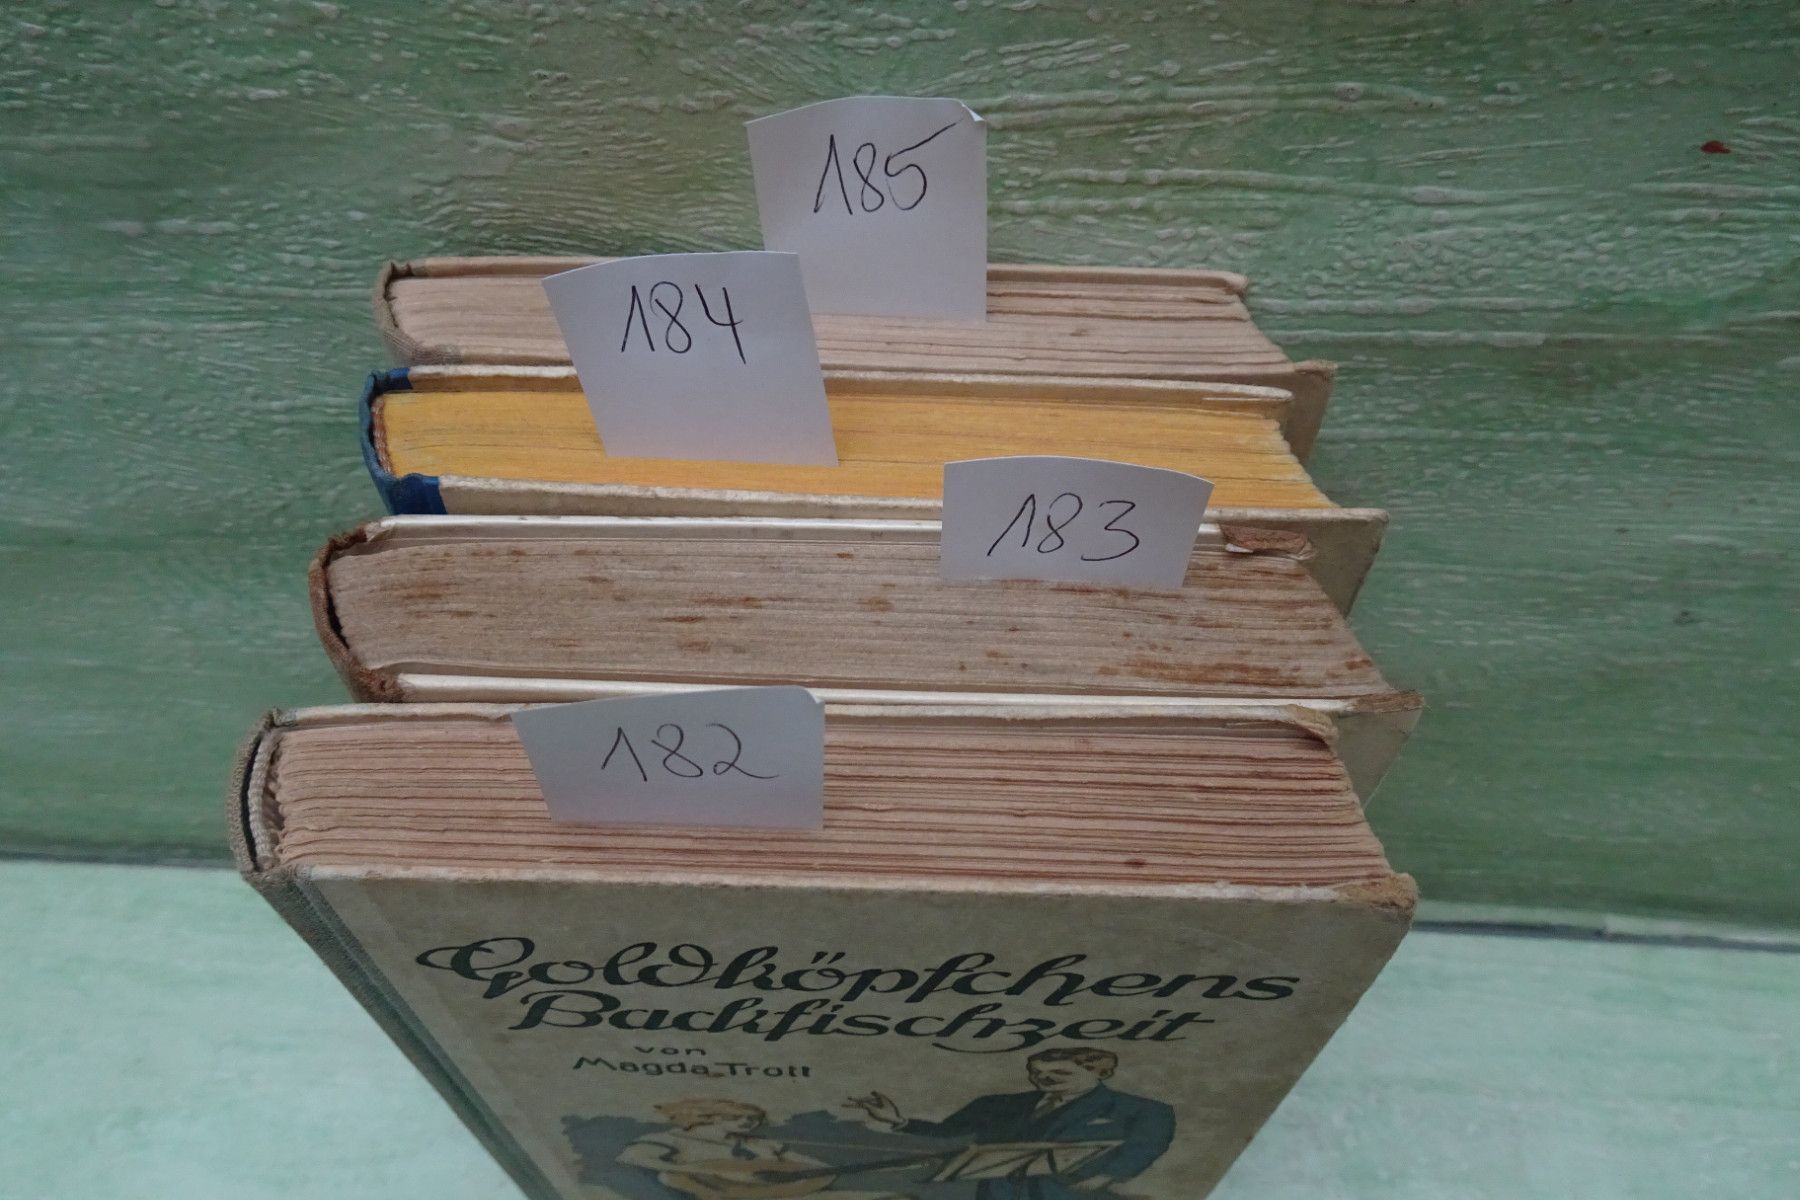 185
184
183
182
Goldköpfchens
Backfischzeit
von
Magda Trott